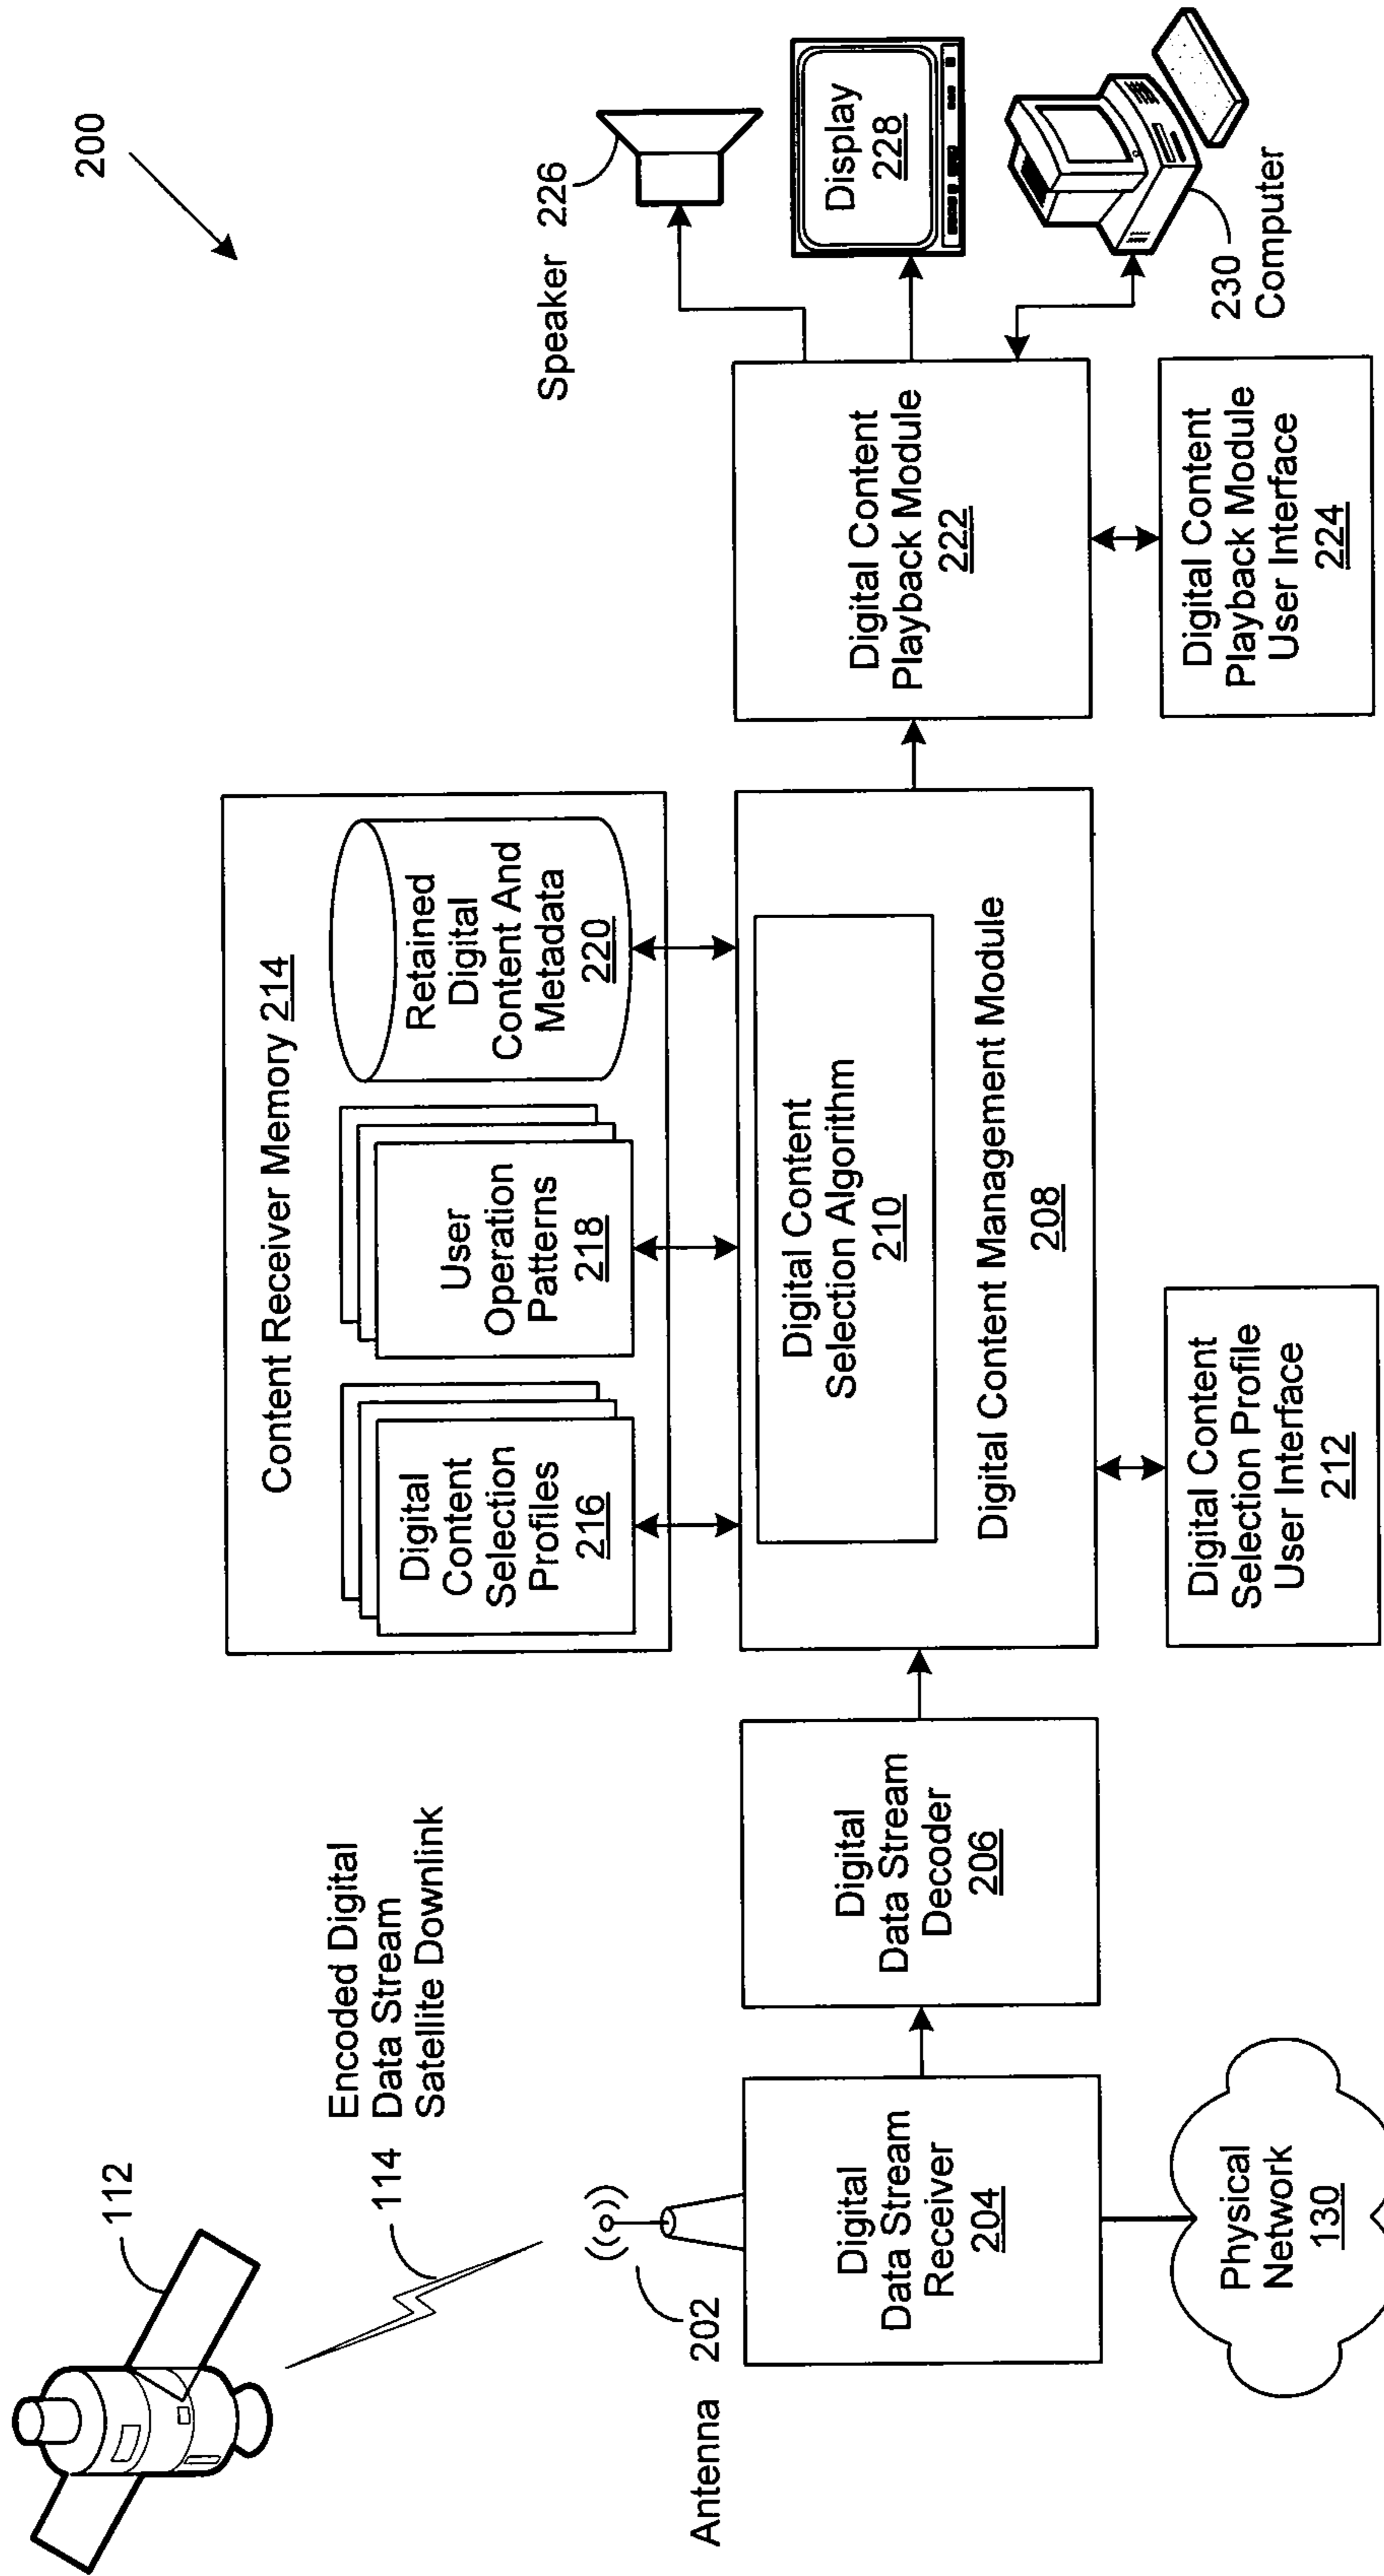 200
112
114
Encoded Digital
Data Stream
Satellite Downlink
Antenna 202
Digital
Data Stream
Receiver
204
Physical
Network
130
Digital
Data Stream
Decoder
206
Content Receiver Memory 214
Digital
Content
Selection
Profiles
216
User
Operation
Patterns
218
Retained
Digital
Content And
Metadata
220
Digital Content
Selection Algorithm
210
Digital Content Management Module
208
Digital Content
Selection Profile
User Interface
212
Digital Content
Playback Module
222
Digital Content
Playback Module
User Interface
224
Speaker 226
Display
228
230
Computer